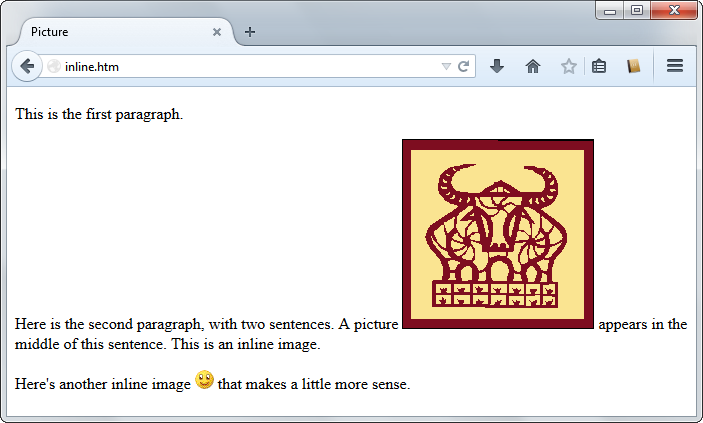 Picture
inline.htm
This is the first paragraph.
Here is the second paragraph, with two sentences. A picture appears in the
middle of this sentence. This is an inline image.
Here's another inline image that makes a little more sense.